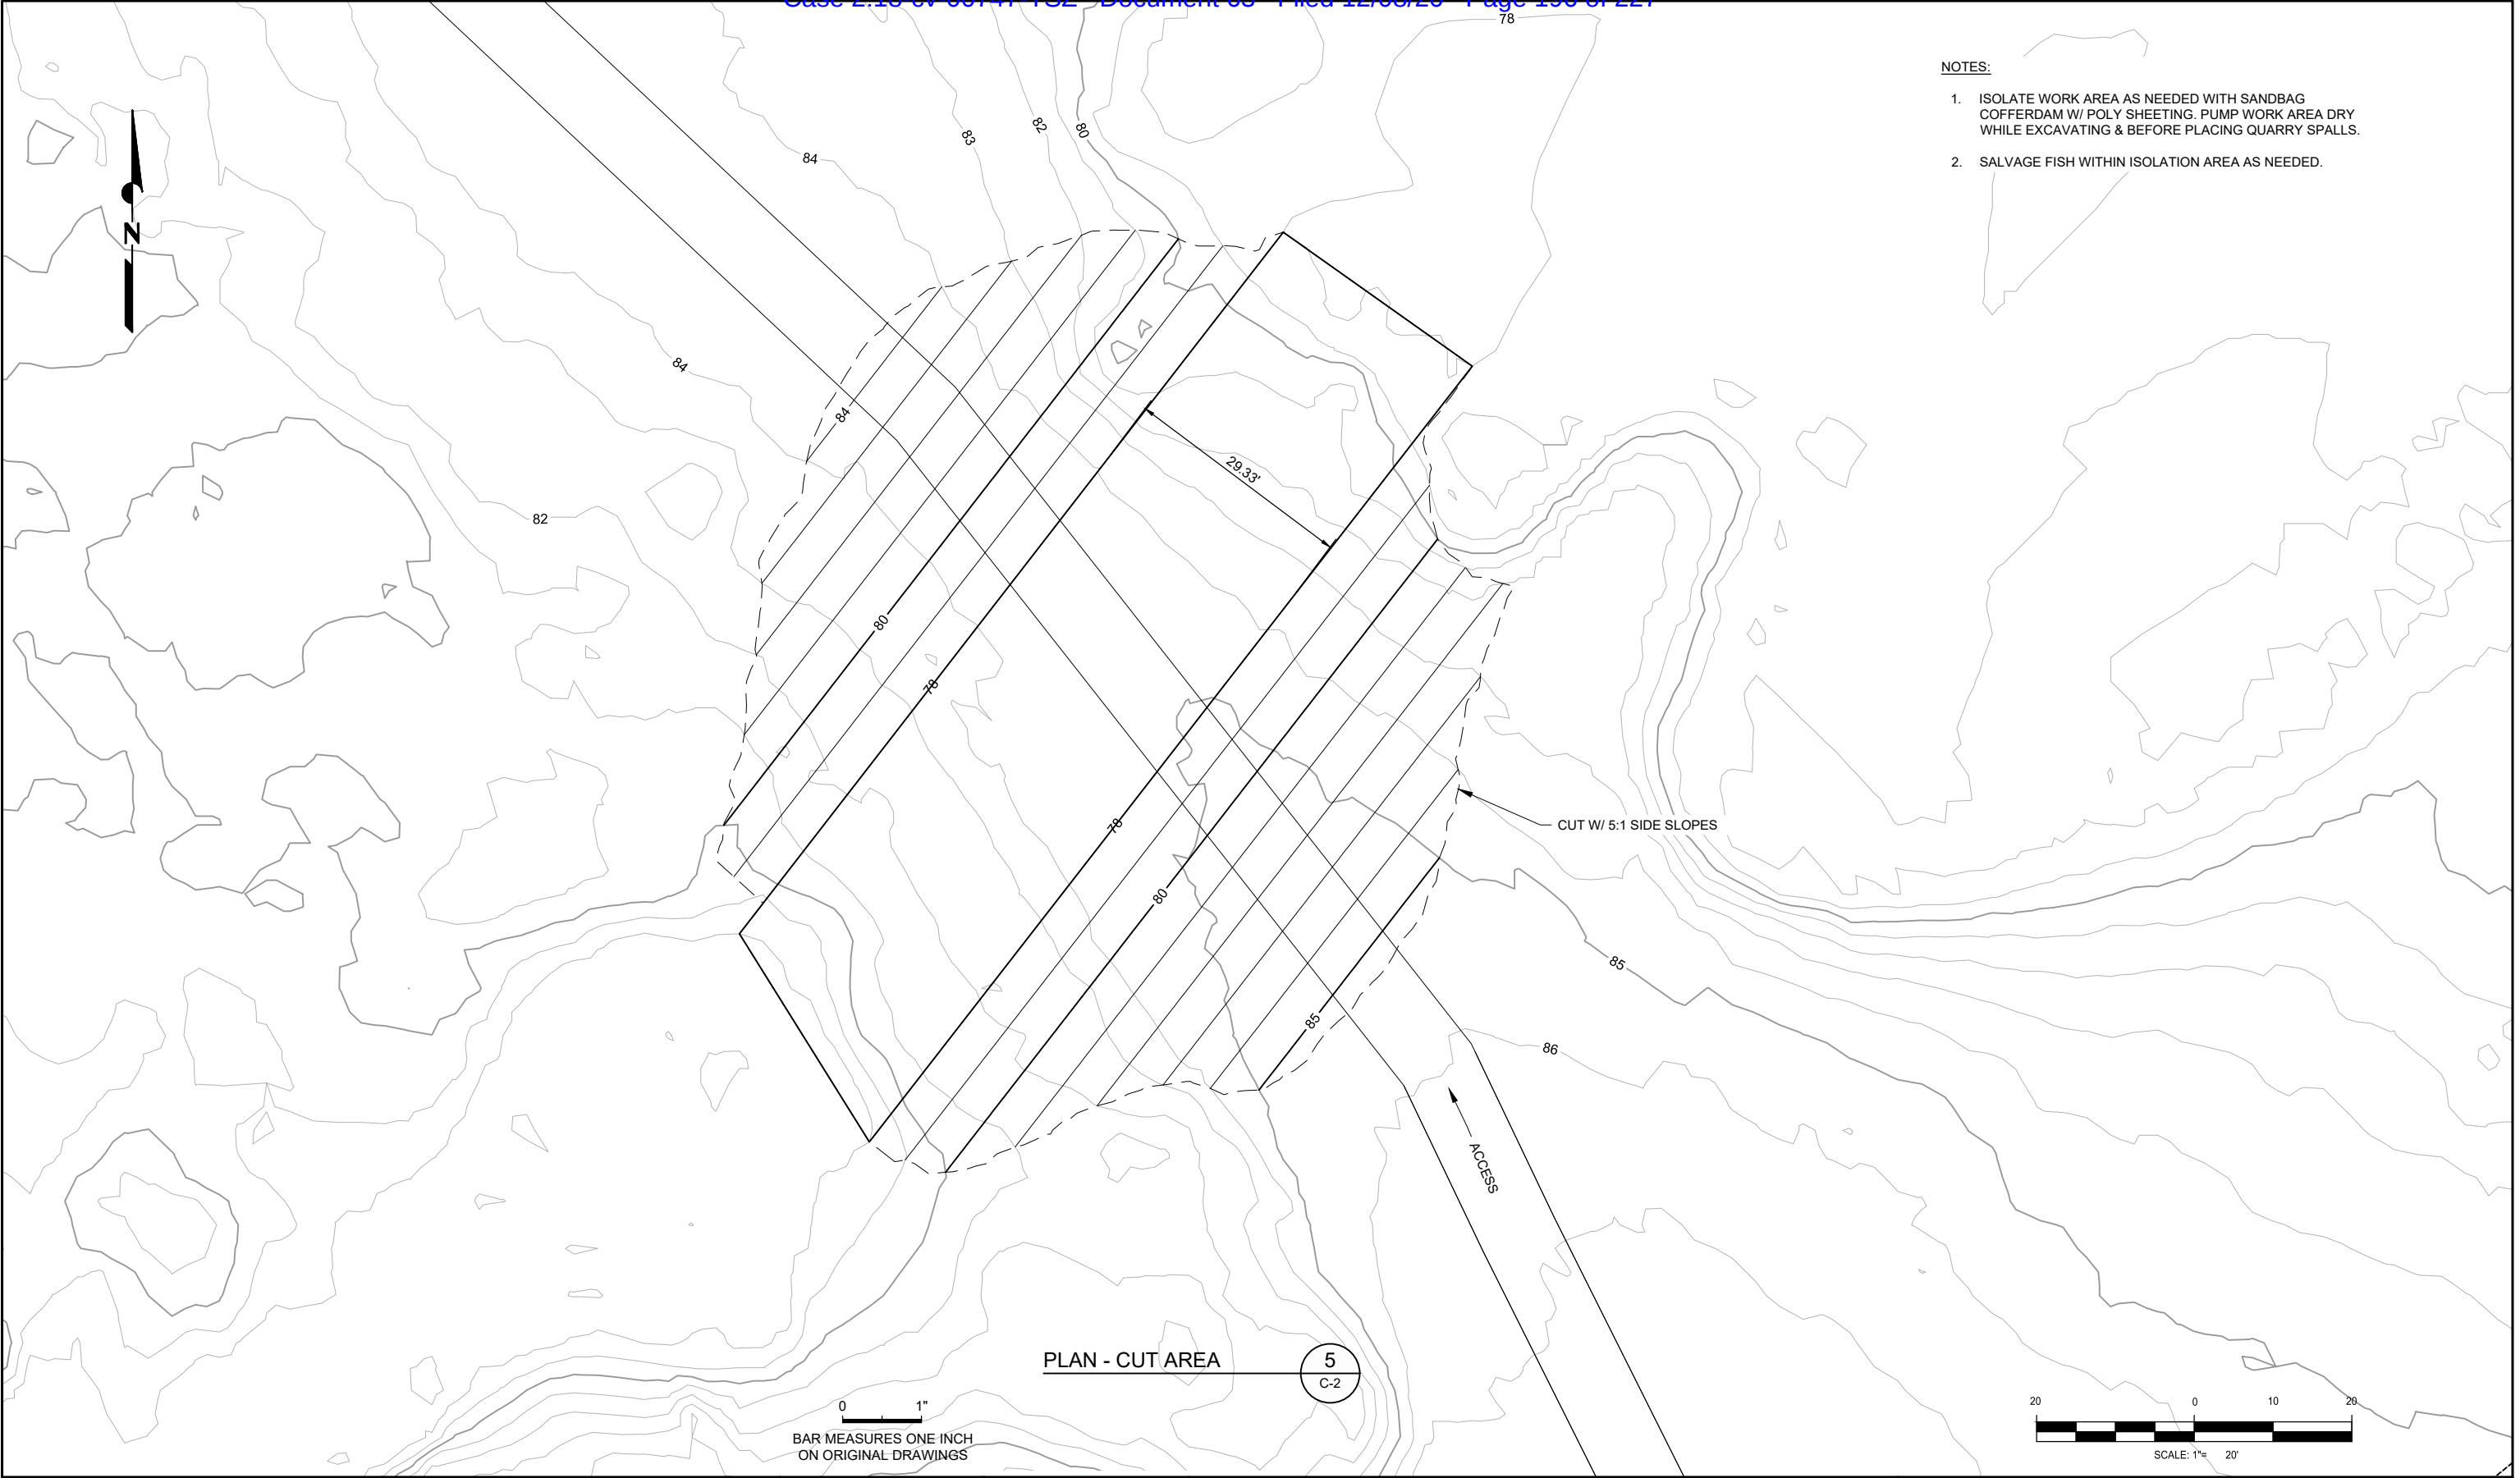 78
NOTES:
1. ISOLATE WORK AREA AS NEEDED WITH SANDBAG
COFFERDAM W/ POLY SHEETING. PUMP WORK AREA DRY
WHILE EXCAVATING & BEFORE PLACING QUARRY SPALLS.
2. SALVAGE FISH WITHIN ISOLATION AREA AS NEEDED.
80
82
83
84
N
84
84
29.33'
82
80
78
78
CUT W/ 5:1 SIDE SLOPES
80
85
85
86
ACCESS
PLAN - CUT AREA
5
C-2
0 1"
BAR MEASURES ONE INCH
ON ORIGINAL DRAWINGS
20 0 10 20
SCALE: 1"= 20'